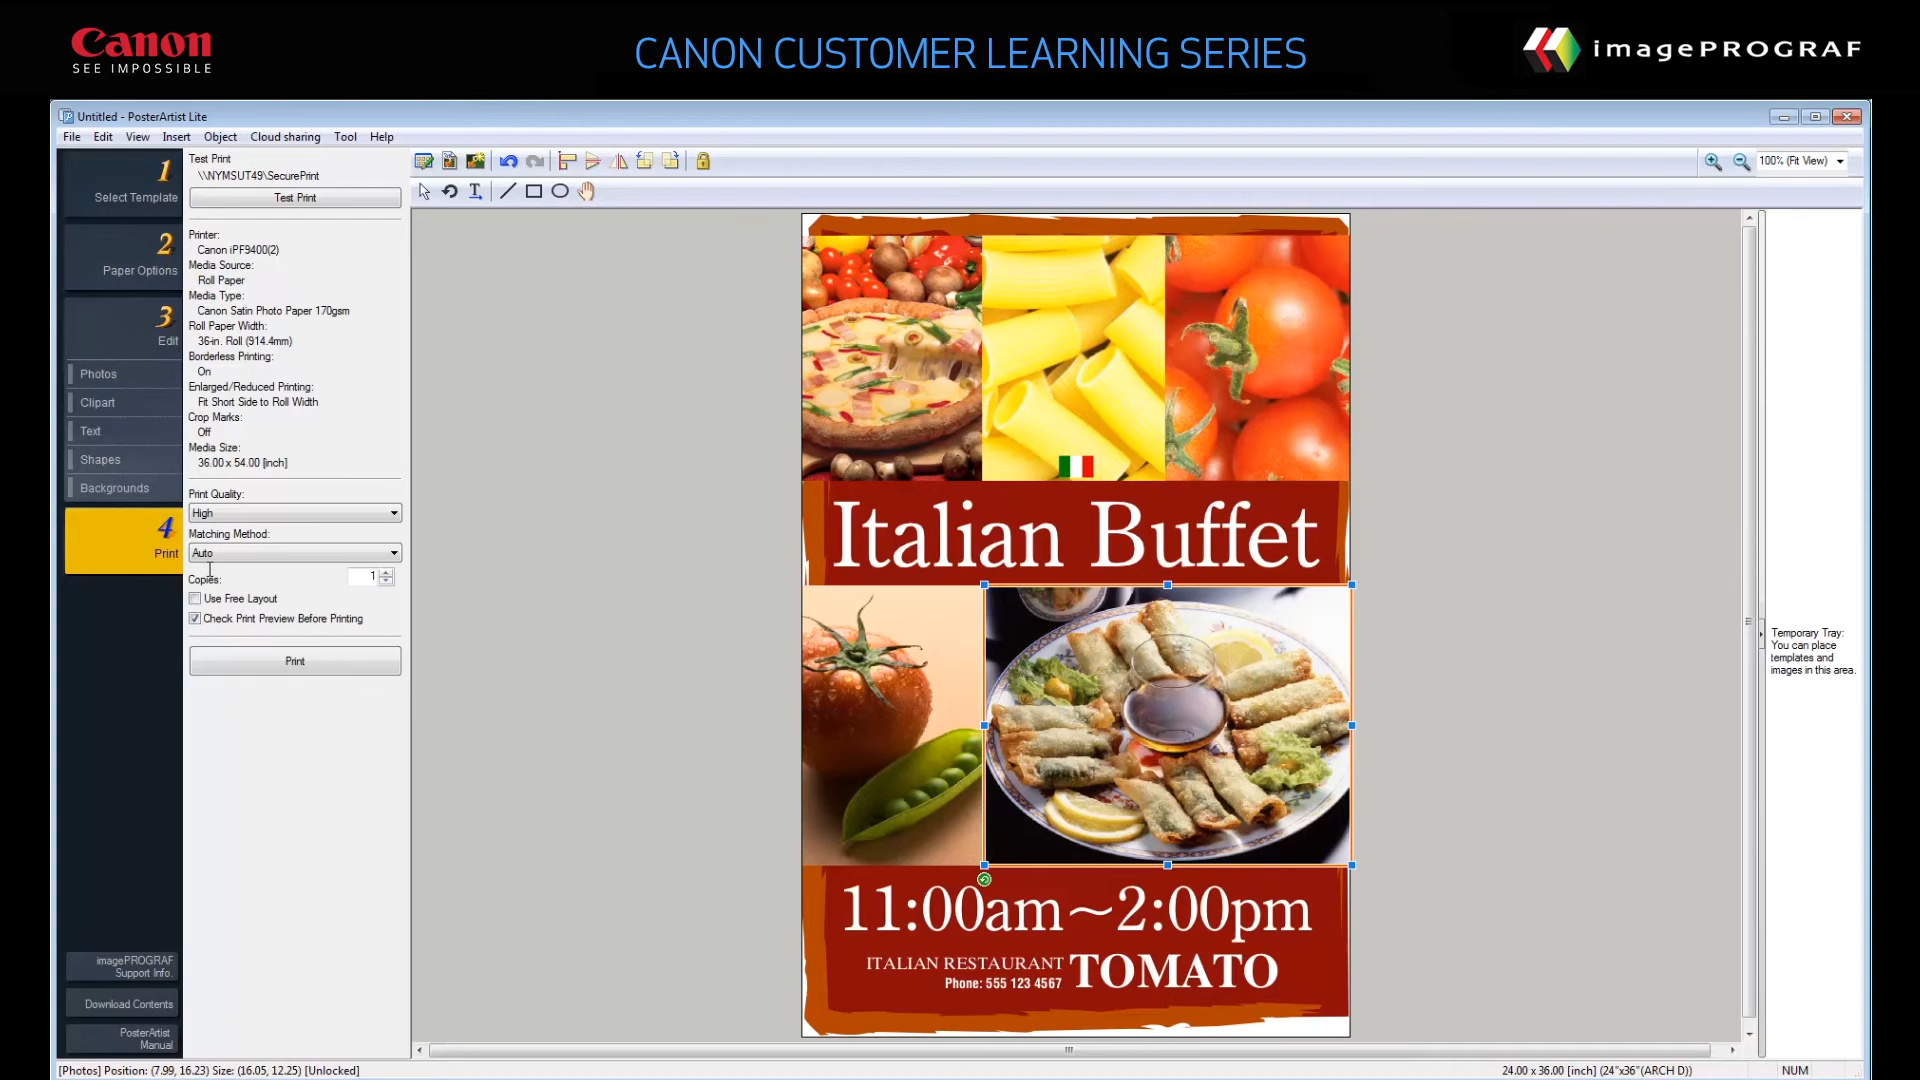 Canon
SEE IMPOSSIBLE
CANON CUSTOMER LEARNING SERIES
imagePROGRAF
Untitled - PosterArtist Lite
File Edit View Insert Object Cloud sharing Tool Help
1
Select Template
2
Paper Options
3
Edit
Photos
Clipart
Text
Shapes
Backgrounds
4
Print
imagePROGRAF
Support Info.
Download Contents
PosterArtist
Manual
Test Print
\\NYMSUT49\SecurePrint
Test Print
Printer:
Canon iPF9400(2)
Media Source:
Roll Paper
Media Type:
Canon Satin Photo Paper 170gsm
Roll Paper Width:
36-in. Roll (914.4mm)
Borderless Printing:
On
Enlarged/Reduced Printing:
Fit Short Side to Roll Width
Crop Marks:
Off
Media Size:
36.00 x 54.00 [inch]
Print Quality:
High
Matching Method:
Auto
Copies: 1
Use Free Layout
Check Print Preview Before Printing
Print
100% (Fit View)
Italian Buffet
11:00am~2:00pm
ITALIAN RESTAURANT TOMATO
Phone: 555 123 4567
Temporary Tray:
You can place
templates and
images in this area.
[Photos] Position: (7.99, 16.23) Size: (16.05, 12.25) [Unlocked]
24.00 x 36.00 [inch] (24"x36"(ARCH D))
NUM